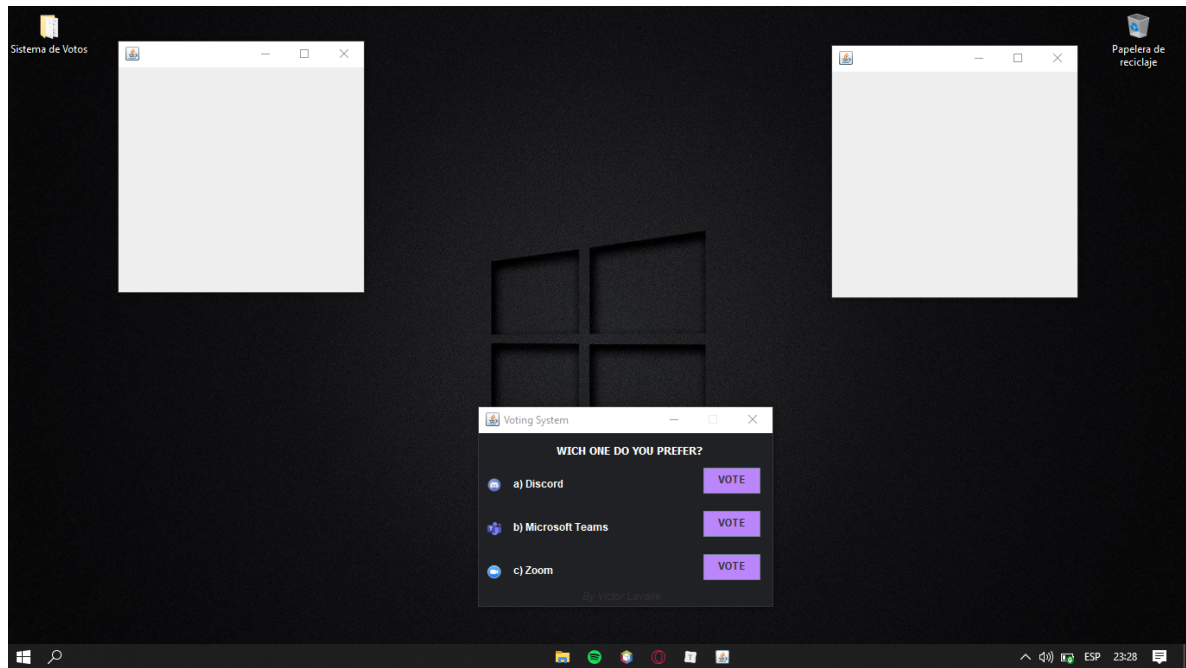 Sistema de Votos
Papelera de
reciclaje
Voting System
WICH ONE DO YOU PREFER?
a) Discord
VOTE
b) Microsoft Teams
VOTE
c) Zoom
VOTE
By Victor Lavalle
ESP
23:28